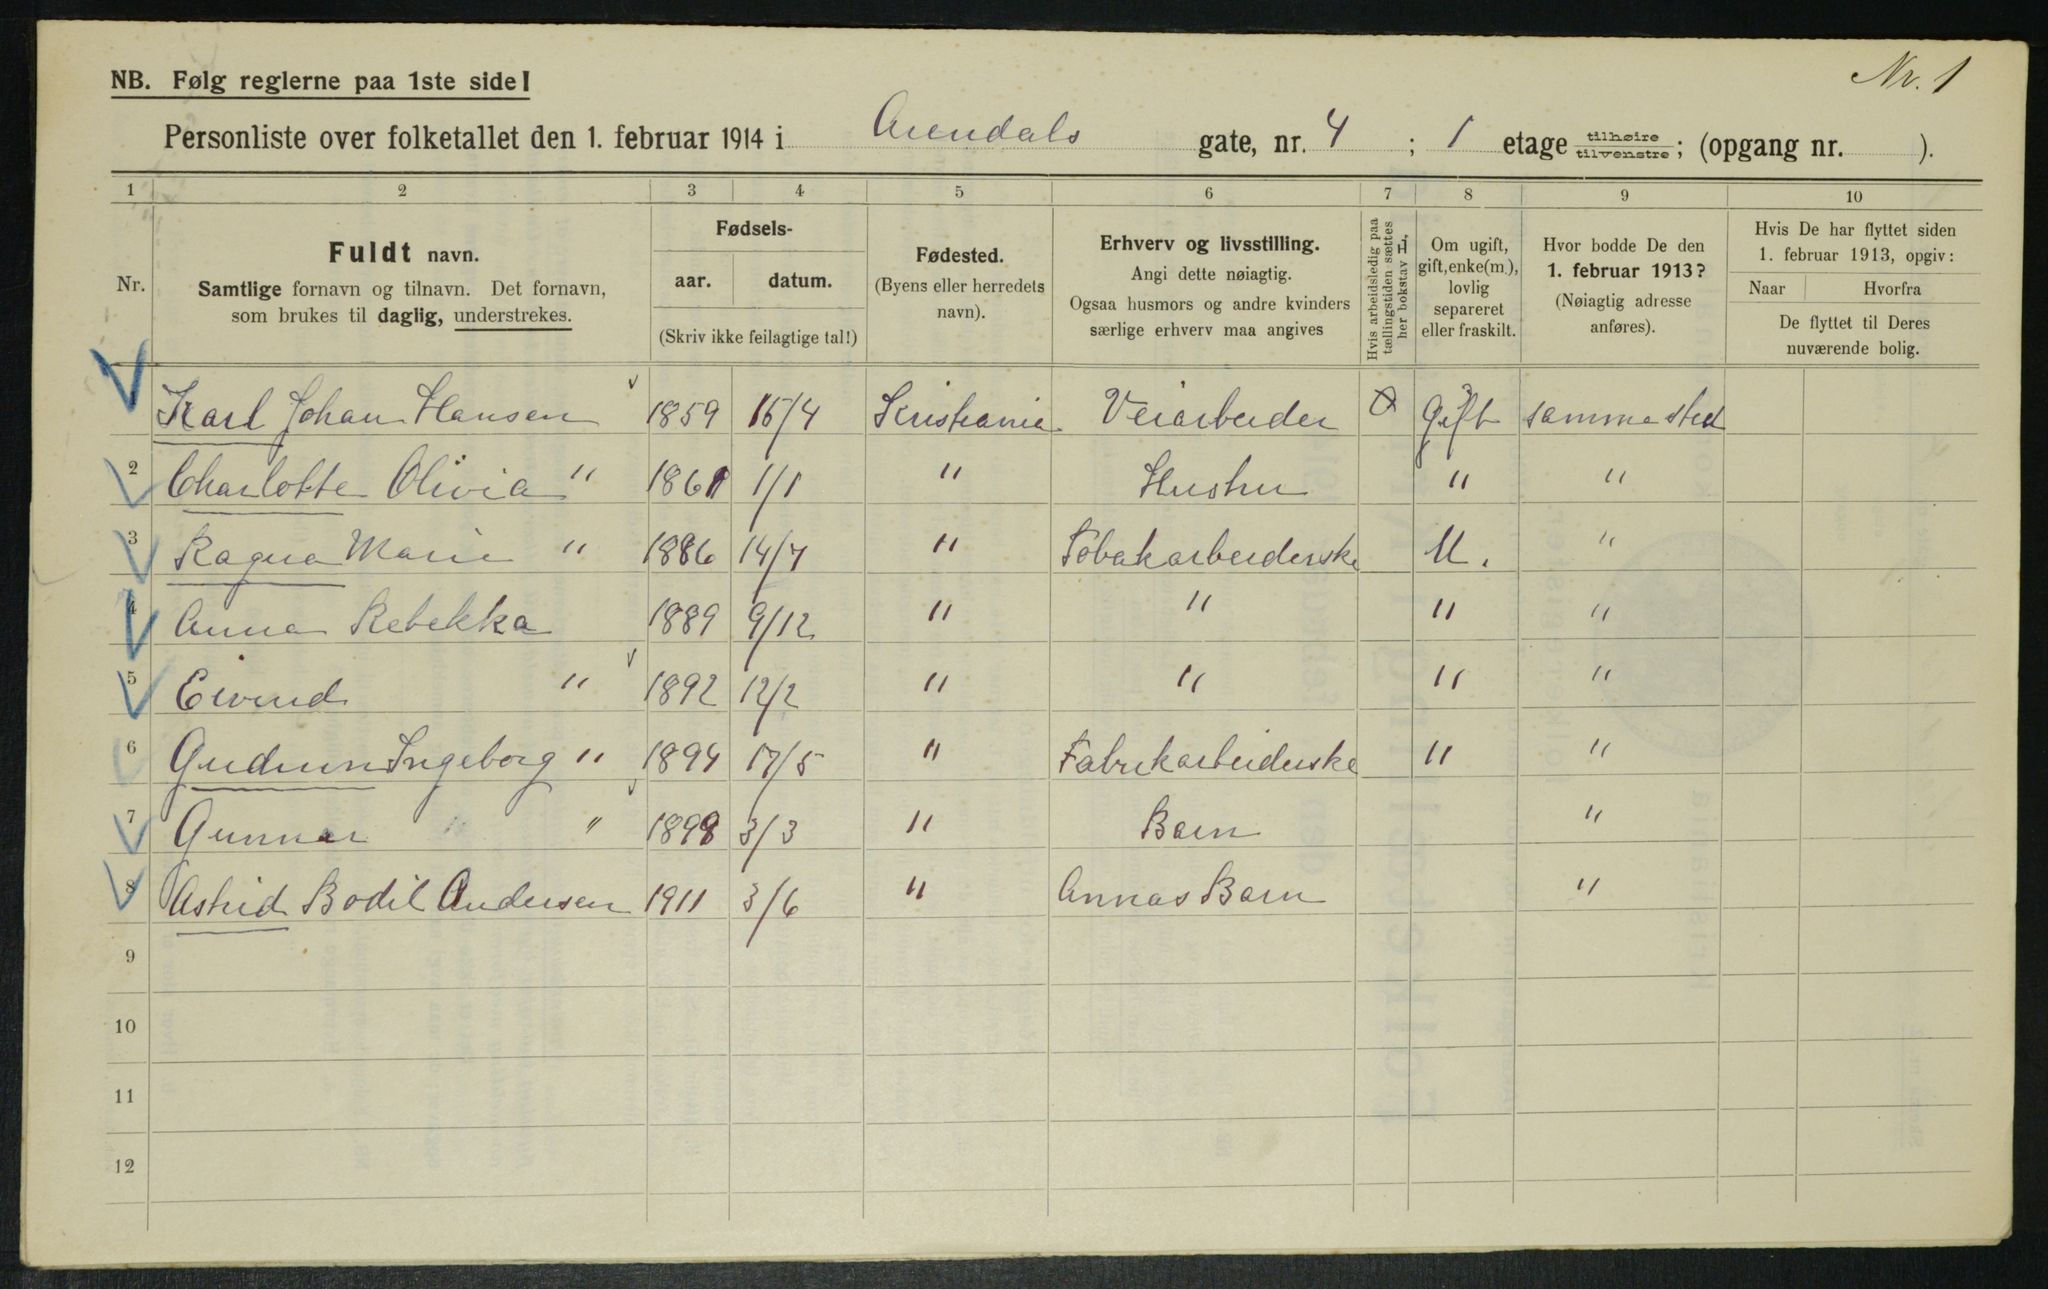 Nr. 1
NB. Følg reglerne paa 1ste side!
Personliste over folketallet den 1. februar 1914 i Arendals gate, nr. 4 ; 1 etage tilhøire tilvenstre; (opgang nr. ).
1 2 3 4 5 6 7 8 9 10
Nr.
Fuldt navn.
Samtlige fornavn og tilnavn. Det fornavn,
som brukes til daglig, understrekes.
Fødsels-
aar. datum.
(Skriv ikke feilagtige tal!)
Fødested.
(Byens eller herredets
navn).
Erhverv og livsstilling.
Angi dette nøiagtig.
Ogsaa husmors og andre kvinders
særlige erhverv maa angives
Hvis arbeidsledig paa
tællingstiden sættes
her bokstav L,
Om ugift,
gift, enke(m.),
lovlig
separeret
eller fraskilt.
Hvor bodde De den
1. februar 1913?
(Nøiagtig adresse
anføres).
Hvis De har flyttet siden
1. februar 1913, opgiv:
Naar Hvorfra
De flyttet til Deres
nuværende bolig.
Karl Johan Hansen 1859 15/4 Kristiania Veiarbeider Gift samme sted
2 Charlotte Olivia " 1861 1/1 " Hustru " "
3 Ragna Marie " 1886 14/7 " Tobakarbeiderske U. "
4 Anna Rebekka 1889 9/12 " " " "
5 Eivind " 1892 12/2 " " " "
6 Gudrun Ingeborg " 1894 17/5 " Fabrikarbeiderske " "
7 Gunnar " " 1898 3/3 " Barn "
8 Astrid Bodil Andersen 1911 3/6 " Annas Barn "
9
10
11
12